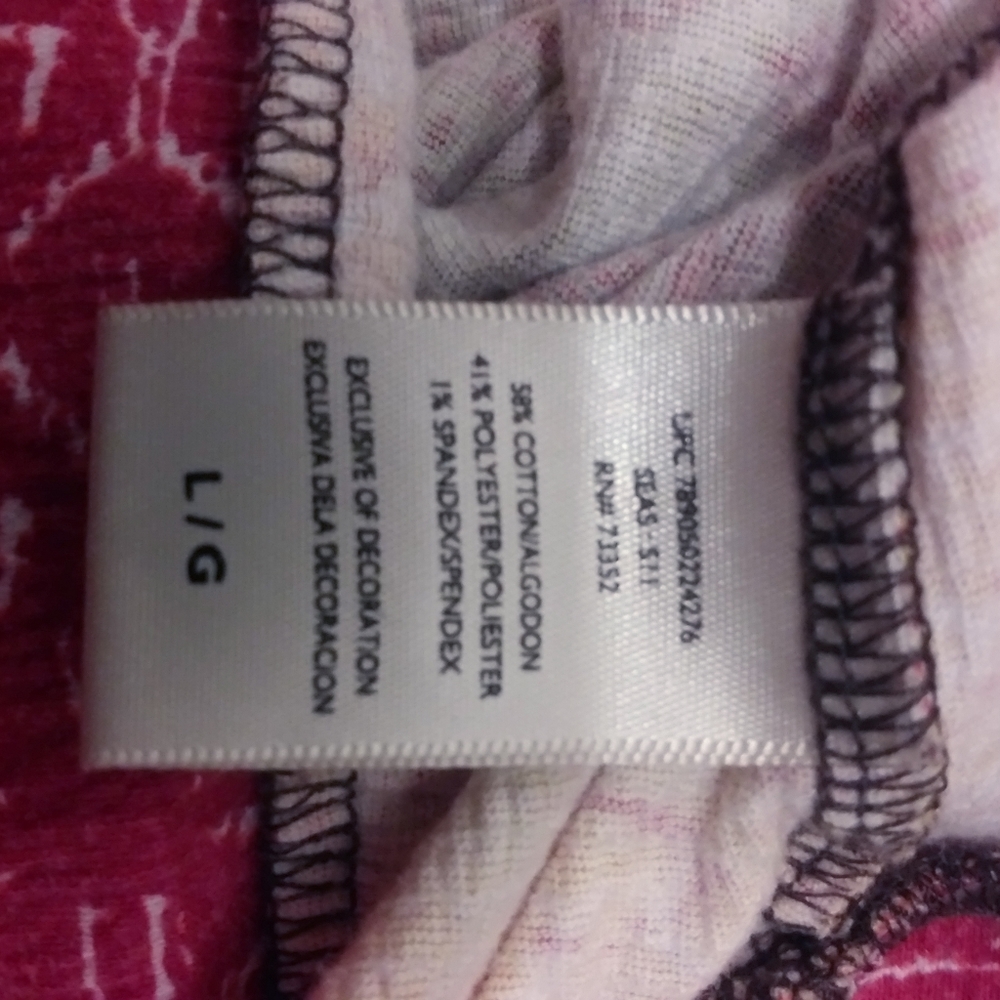 UPC 789050224276
SEAS - S11
RN# 73352
58% COTTON/ALGODON
41% POLYESTER/POLIESTER
1% SPANDEX/SPENDEX
EXCLUSIVE OF DECORATION
EXCLUSIVA DELA DECORACION
L / G